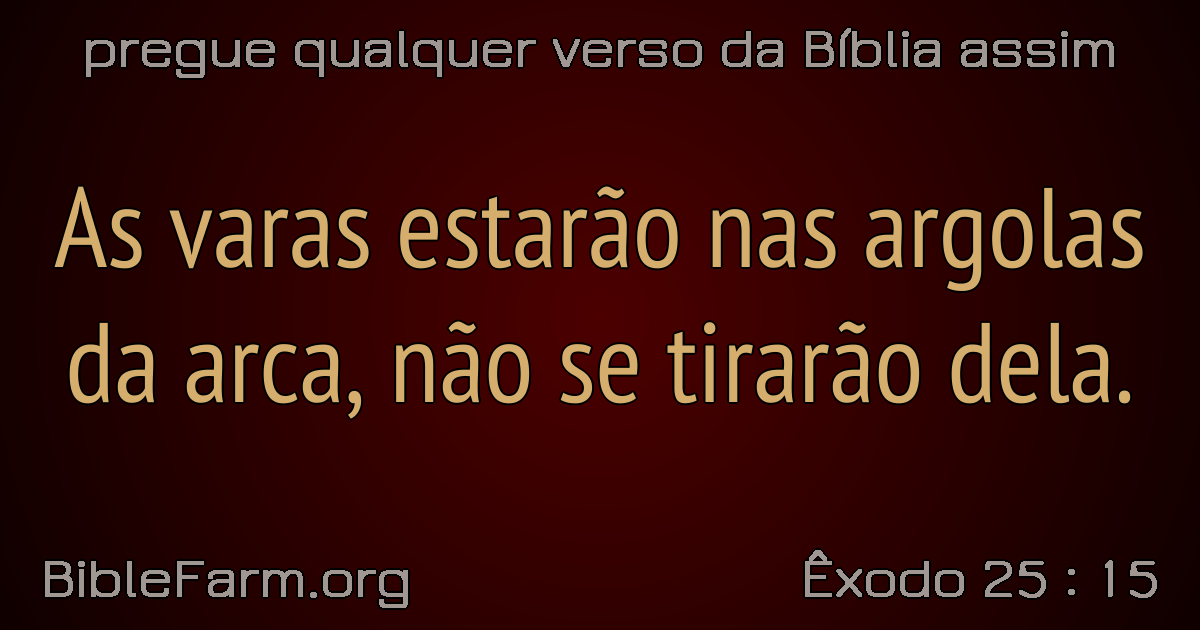 pregue qualquer verso da Bíblia assim
As varas estarão nas argolas
da arca, não se tirarão dela.
BibleFarm.org
Êxodo 25 : 15